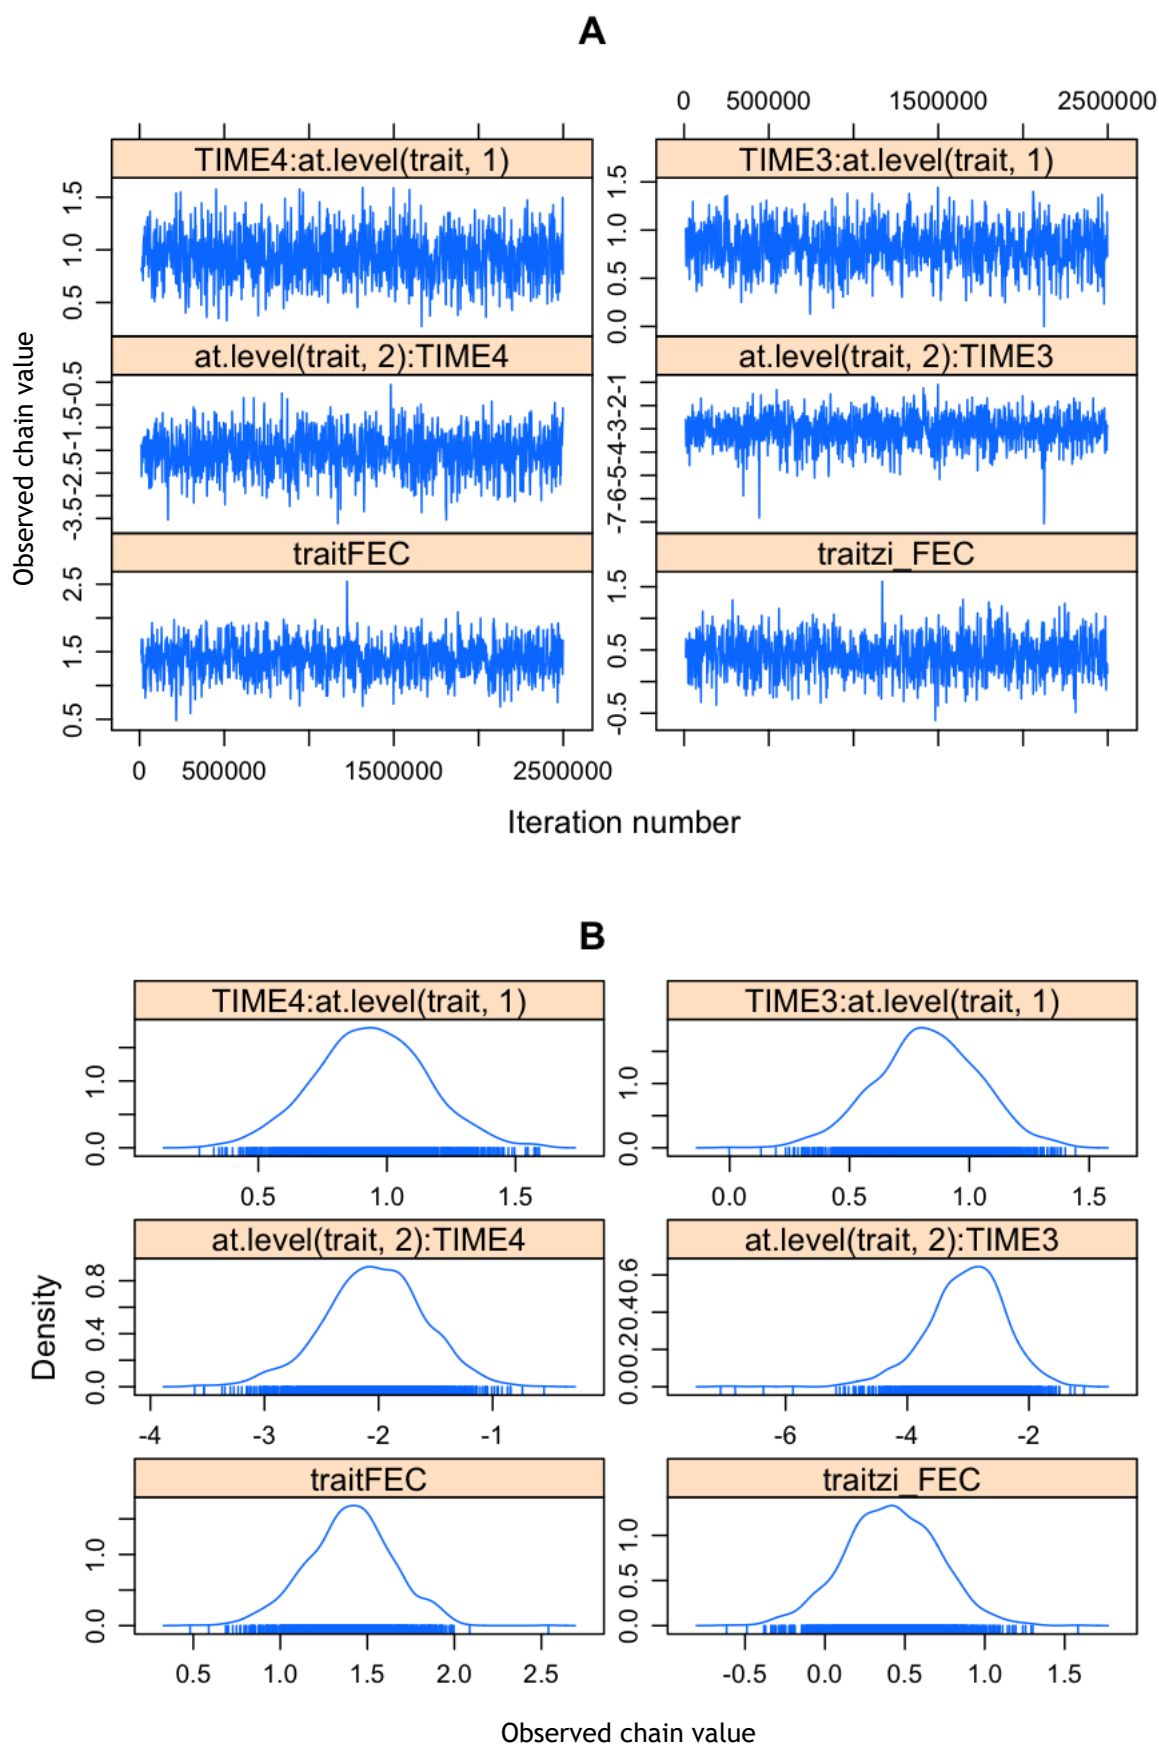 A
0 5000000 15000000 25000000
TIME4:at.level(trait, 1) TIME3:at.level(trait, 1)
0.5 1.0 1.5
0.0 0.5 1.0 1.5
at.level(trait, 2):TIME4 at.level(trait, 2):TIME3
-3.5-2.5-1.5-0.5
-7-6-5-4-3-2-1
traitFEC traitzi_FEC
0.5 1.5 2.5
-0.5 0.5 1.5
Observed chain value
0 500000 1500000 2500000
Iteration number
B
TIME4:at.level(trait, 1) TIME3:at.level(trait, 1)
0.0 1.0
0.0 1.0
0.5 1.0 1.5 0.0 0.5 1.0 1.5
at.level(trait, 2):TIME4 at.level(trait, 2):TIME3
0.0 0.4 0.8
0.00.20.40.6
-4 -3 -2 -1 -6 -4 -2
Density
traitFEC traitzi_FEC
0.0 1.0
0.0 0.5 1.0
0.5 1.0 1.5 2.0 2.5 -0.5 0.0 0.5 1.0 1.5
Observed chain value